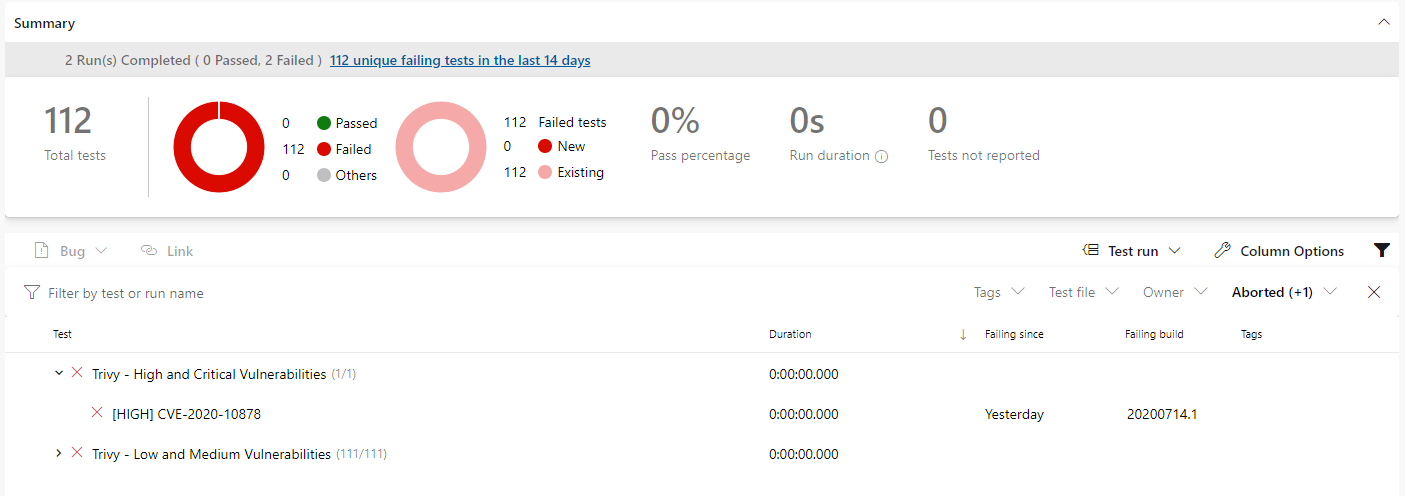 Summary
2 Run(s) Completed ( 0 Passed, 2 Failed ) 112 unique failing tests in the last 14 days
112
Total tests
0 Passed
112 Failed
0 Others
112 Failed tests
0 New
112 Existing
0%
Pass percentage
0s
Run duration
0
Tests not reported
Bug Link Test run Column Options
Filter by test or run name Tags Test file Owner Aborted (+1)
Test Duration Failing since Failing build Tags
Trivy - High and Critical Vulnerabilities (1/1) 0:00:00.000
[HIGH] CVE-2020-10878 0:00:00.000 Yesterday 20200714.1
Trivy - Low and Medium Vulnerabilities (111/111) 0:00:00.000